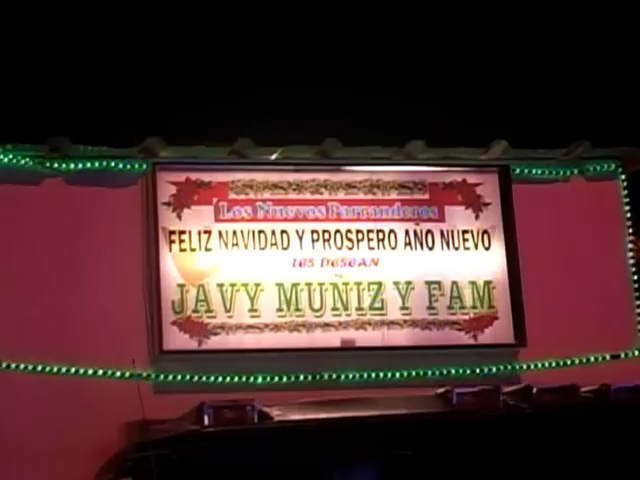 Los Nuevos Parranderos
FELIZ NAVIDAD Y PROSPERO AÑO NUEVO
LES DESEAN
JAVY MUÑIZ Y FAM